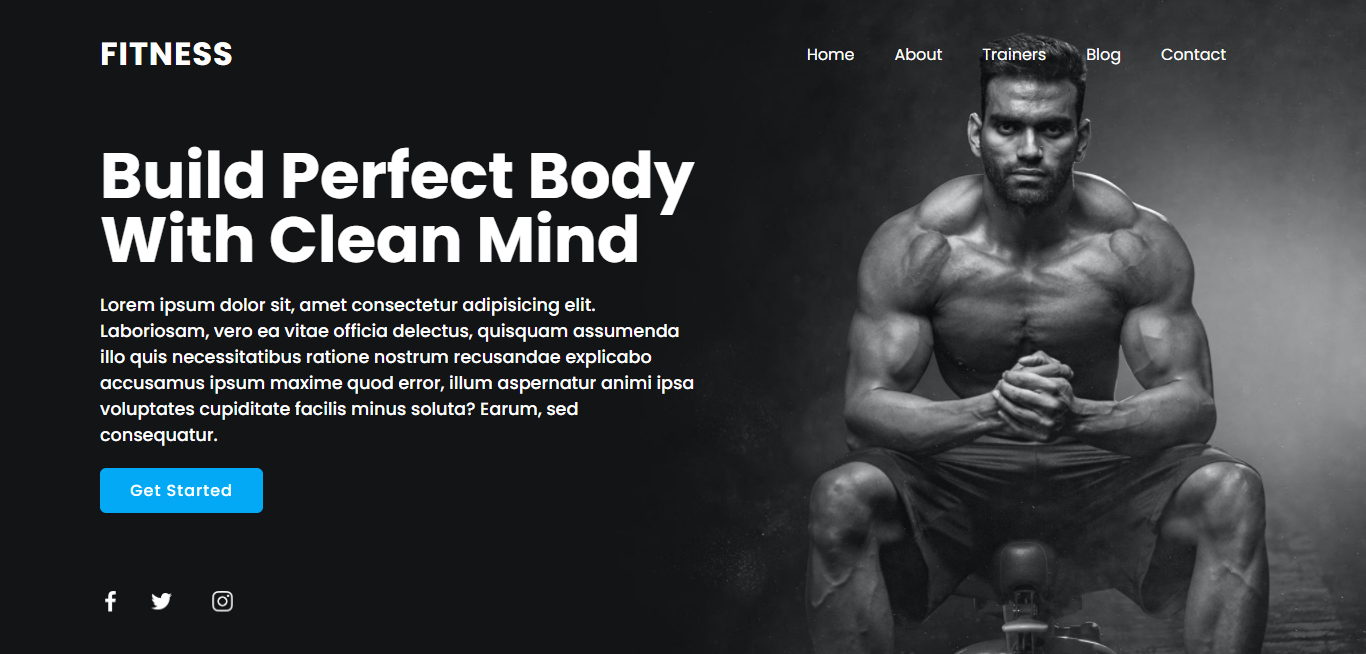 FITNESS
Home About Trainers Blog Contact
Build Perfect Body
With Clean Mind
Lorem ipsum dolor sit, amet consectetur adipisicing elit.
Laboriosam, vero ea vitae officia delectus, quisquam assumenda
illo quis necessitatibus ratione nostrum recusandae explicabo
accusamus ipsum maxime quod error, illum aspernatur animi ipsa
voluptates cupiditate facilis minus soluta? Earum, sed
consequatur.
Get Started